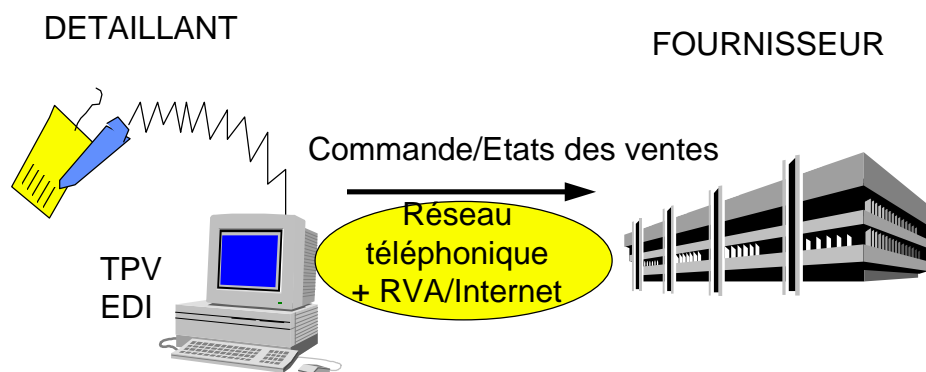 DETAILLANT
FOURNISSEUR
Commande/Etats des ventes
Réseau
téléphonique
+ RVA/Internet
TPV
EDI